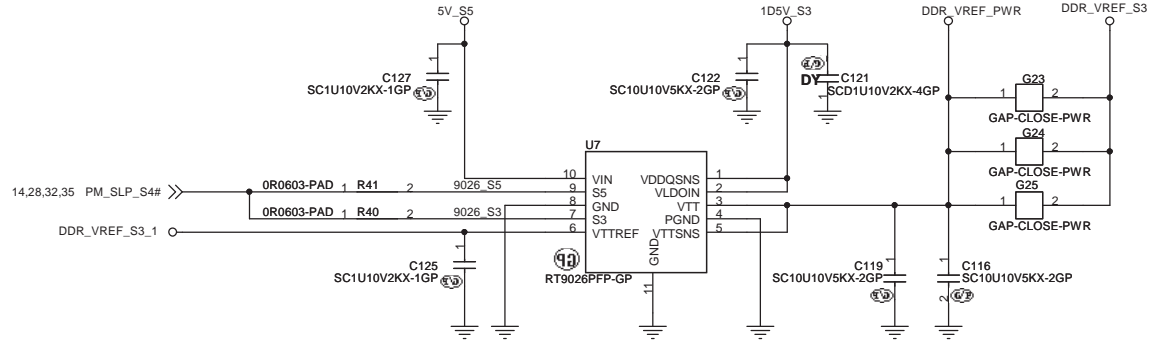 5V_S5
1D5V_S3
DDR_VREF_PWR
DDR_VREF_S3
1
C127
SC1U10V2KX-1GP
1
C122
SC10U10V5KX-2GP
DY
1
C121
SCD1U10V2KX-4GP
G23
1 2
GAP-CLOSE-PWR
G24
1 2
GAP-CLOSE-PWR
G25
1 2
GAP-CLOSE-PWR
U7
14,28,32,35 PM_SLP_S4#
0R0603-PAD 1 R41 2 9026_S5
0R0603-PAD 1 R40 2 9026_S3
DDR_VREF_S3_1
10 VIN VDDQSNS 1
9 S5 VLDOIN 2
8 GND VTT 3
7 S3 PGND 4
6 VTTREF VTTSNS 5
GND
11
GP
RT9026PFP-GP
1
C125
SC1U10V2KX-1GP
1
C119
SC10U10V5KX-2GP
1
C116
SC10U10V5KX-2GP
2